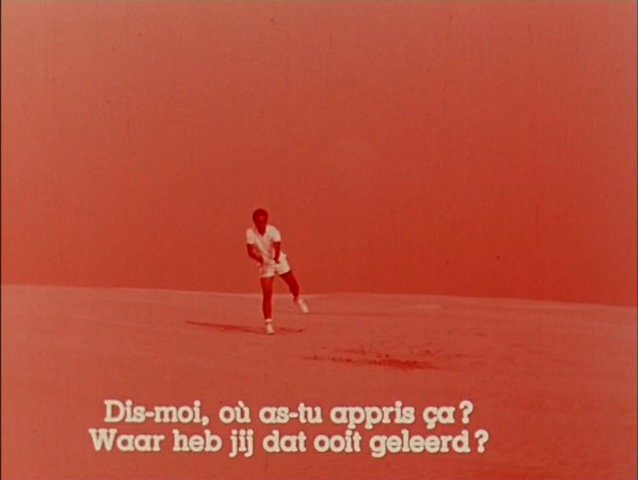 Dis-moi, où as-tu appris ça?
Waar heb jij dat ooit geleerd?